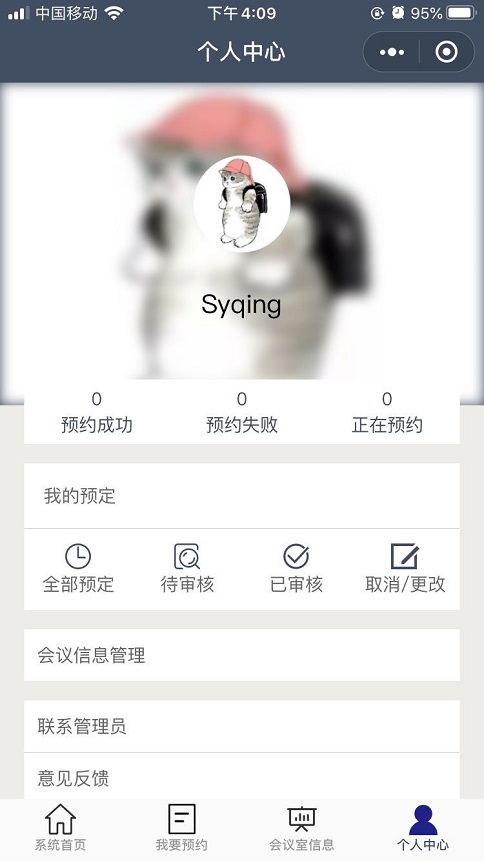 中国移动 下午4:09 95%
个人中心
Syqing
0 0 0
预约成功 预约失败 正在预约
我的预定
全部预定 待审核 已审核 取消/更改
会议信息管理
联系管理员
意见反馈
系统首页 我要预约 会议室信息 个人中心